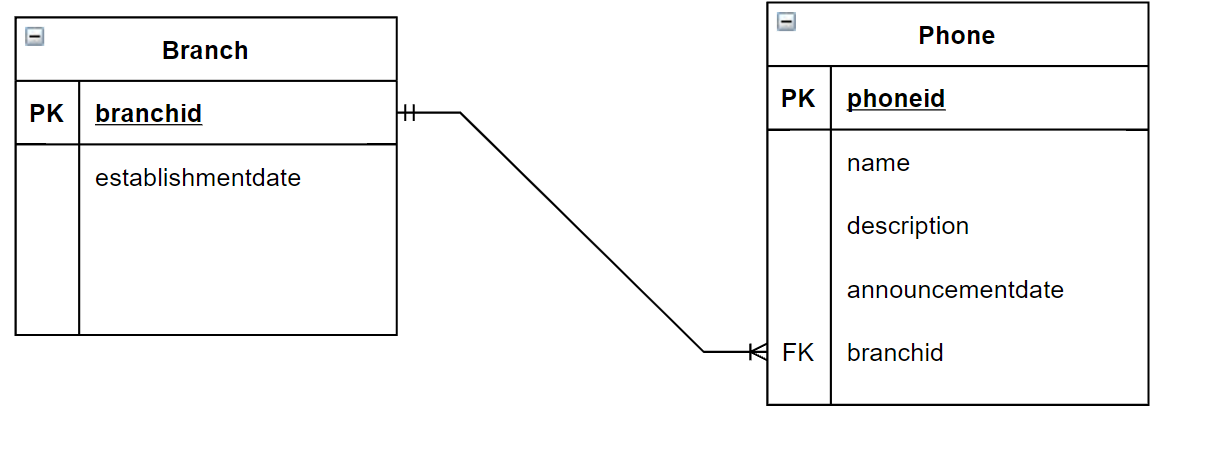 Branch
PK branchid
establishmentdate
Phone
PK phoneid
name
description
announcementdate
FK branchid